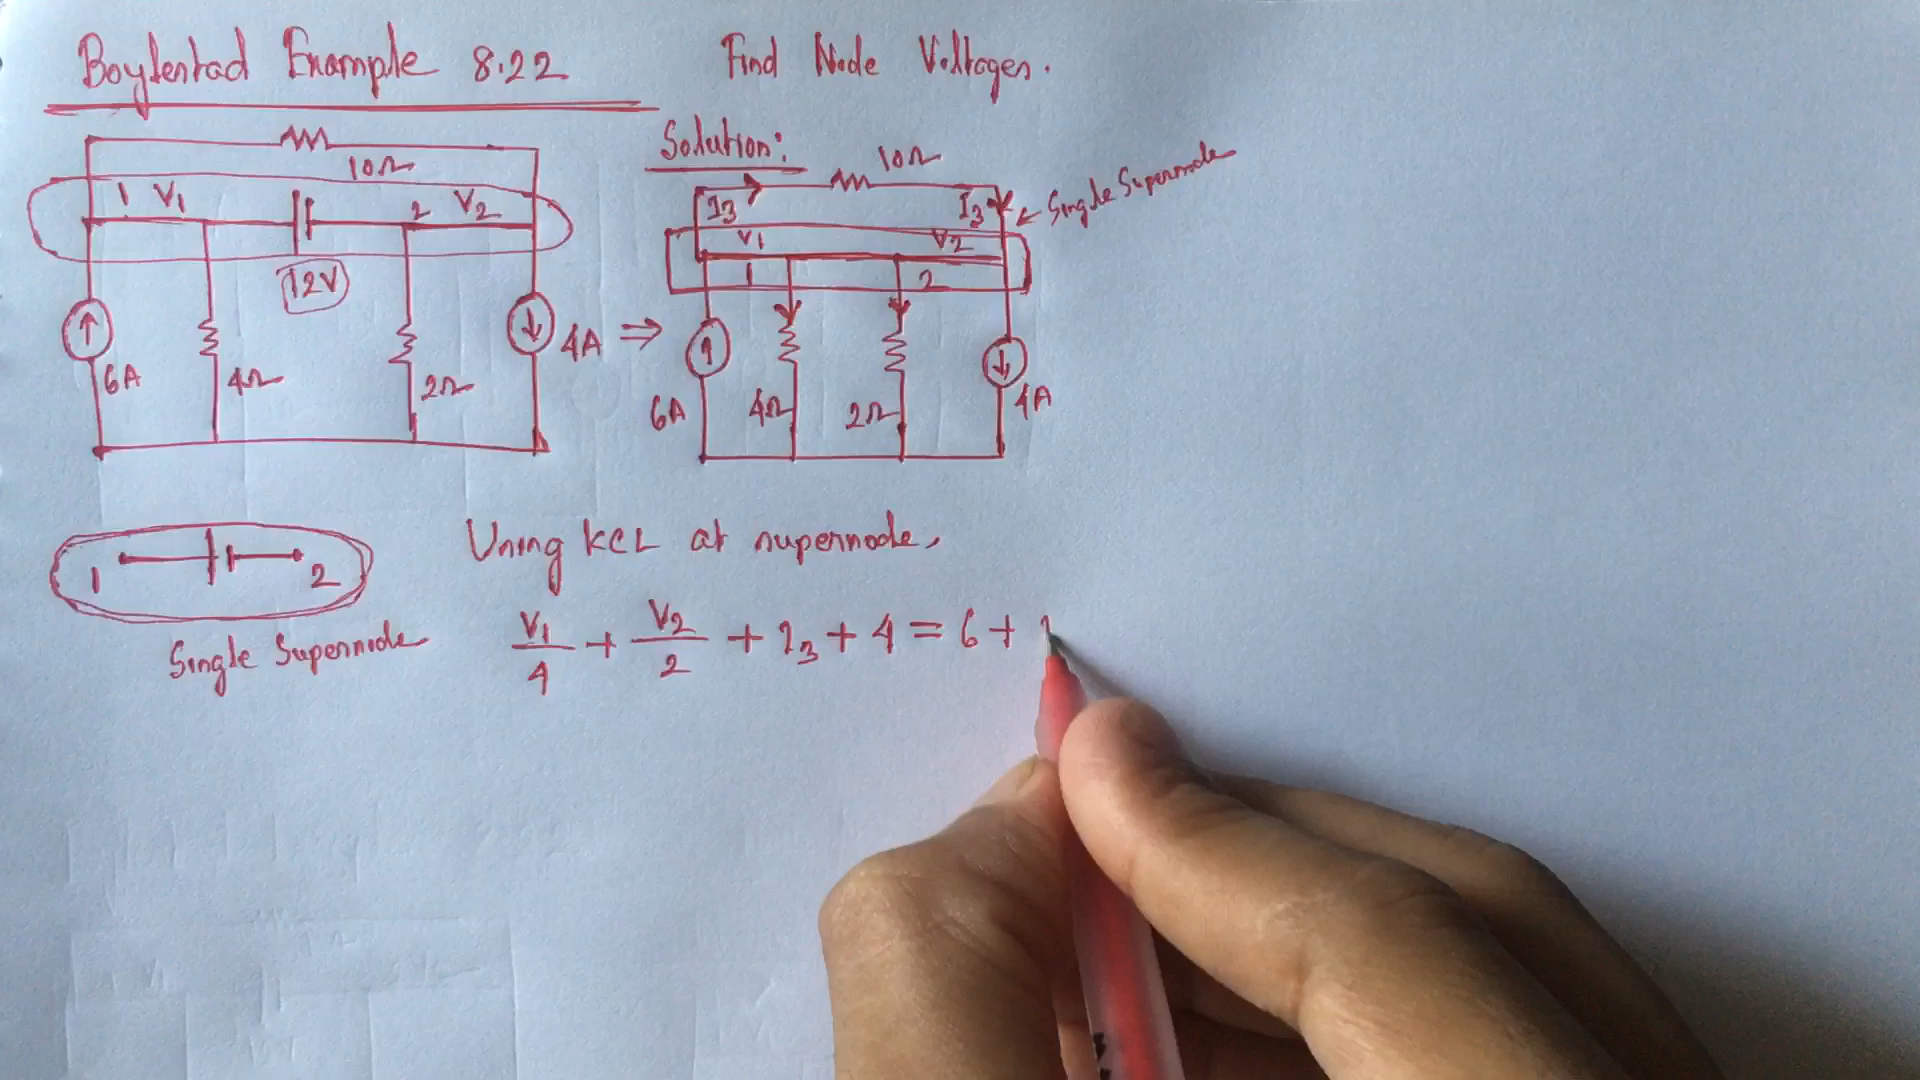 Boylestad Example 8.22
Find Node Voltages.
10Ω
1 V₁
2 V₂
12V
6A
4Ω
2Ω
4A
⇒
Solution:
10Ω
I₃
I₃
Single Supernode
V₁
V₂
1
2
6A
4Ω
2Ω
4A
1
2
Single Supernode
Using KCL at supernode,
V₁/4 + V₂/2 + I₃ + 4 = 6 +